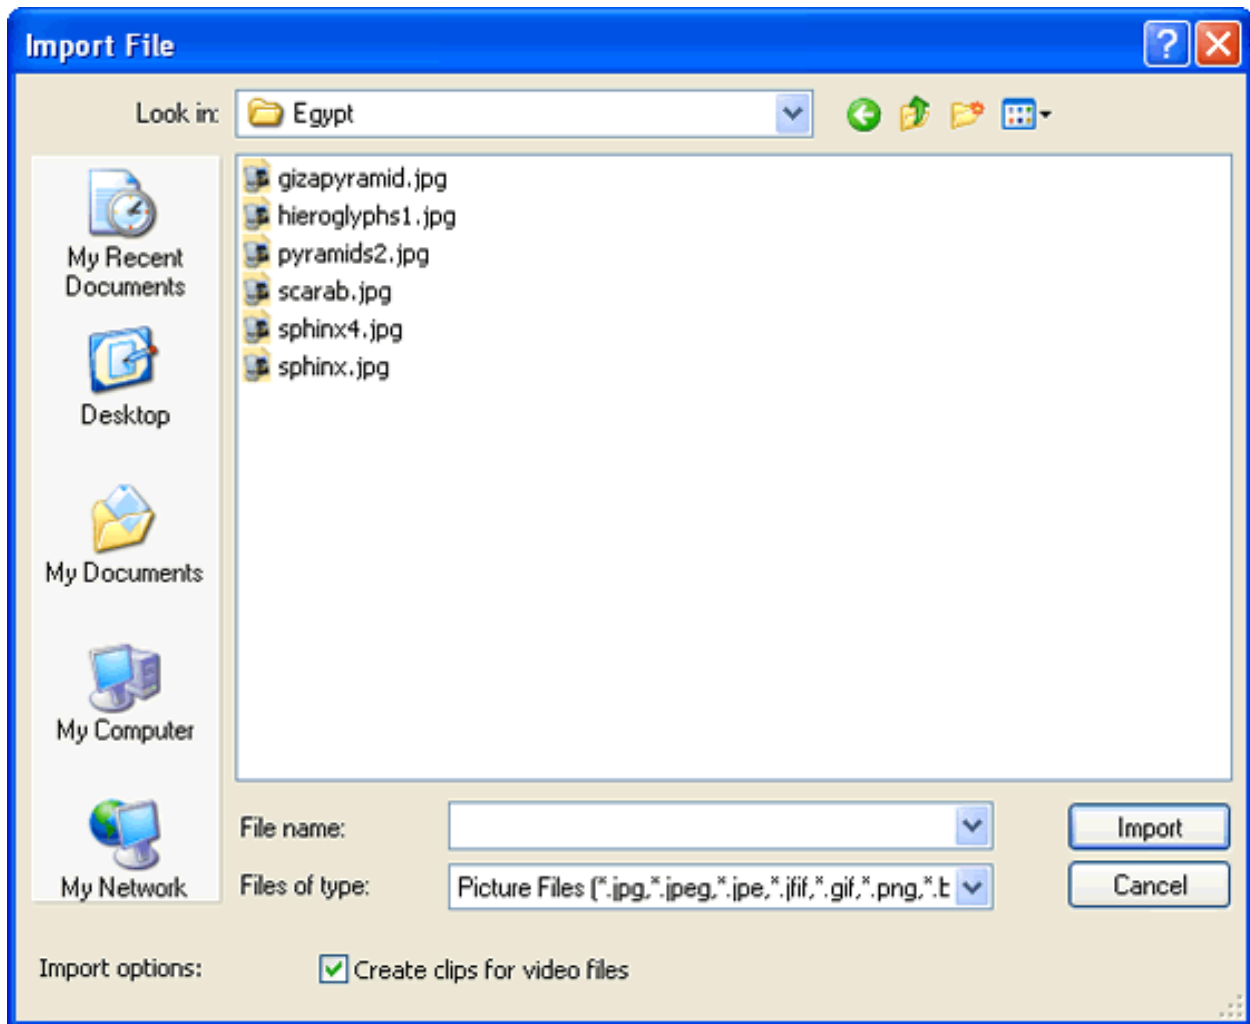 Import File
Look in:
Egypt
gizapyramid.jpg
hieroglyphs1.jpg
pyramids2.jpg
scarab.jpg
sphinx4.jpg
sphinx.jpg
My Recent
Documents
Desktop
My Documents
My Computer
My Network
File name:
Import
Files of type:
Picture Files (*.jpg,*.jpeg,*.jpe,*.jfif,*.gif,*.png,*.b
Cancel
Import options:
Create clips for video files